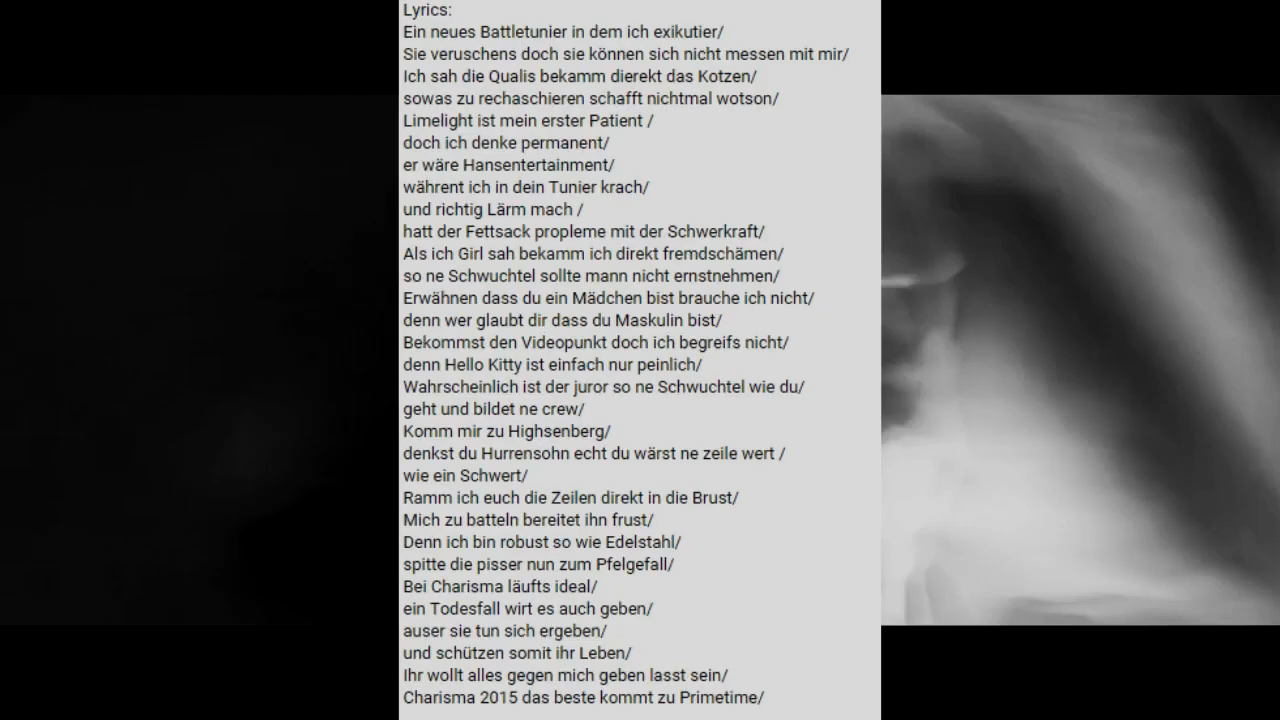 Lyrics:
Ein neues Battletunier in dem ich exikutier/
Sie veruschens doch sie können sich nicht messen mit mir/
Ich sah die Qualis bekamm dierekt das Kotzen/
sowas zu rechaschieren schafft nichtmal wotson/
Limelight ist mein erster Patient /
doch ich denke permanent/
er wäre Hansentertainment/
währent ich in dein Tunier krach/
und richtig Lärm mach /
hatt der Fettsack propleme mit der Schwerkraft/
Als ich Girl sah bekamm ich direkt fremdschämen/
so ne Schwuchtel sollte mann nicht ernstnehmen/
Erwähnen dass du ein Mädchen bist brauche ich nicht/
denn wer glaubt dir dass du Maskulin bist/
Bekommst den Videopunkt doch ich begreifs nicht/
denn Hello Kitty ist einfach nur peinlich/
Wahrscheinlich ist der juror so ne Schwuchtel wie du/
geht und bildet ne crew/
Komm mir zu Highsenberg/
denkst du Hurrensohn echt du wärst ne zeile wert /
wie ein Schwert/
Ramm ich euch die Zeilen direkt in die Brust/
Mich zu batteln bereitet ihn frust/
Denn ich bin robust so wie Edelstahl/
spitte die pisser nun zum Pfelgefall/
Bei Charisma läufts ideal/
ein Todesfall wirt es auch geben/
auser sie tun sich ergeben/
und schützen somit ihr Leben/
Ihr wollt alles gegen mich geben lasst sein/
Charisma 2015 das beste kommt zu Primetime/